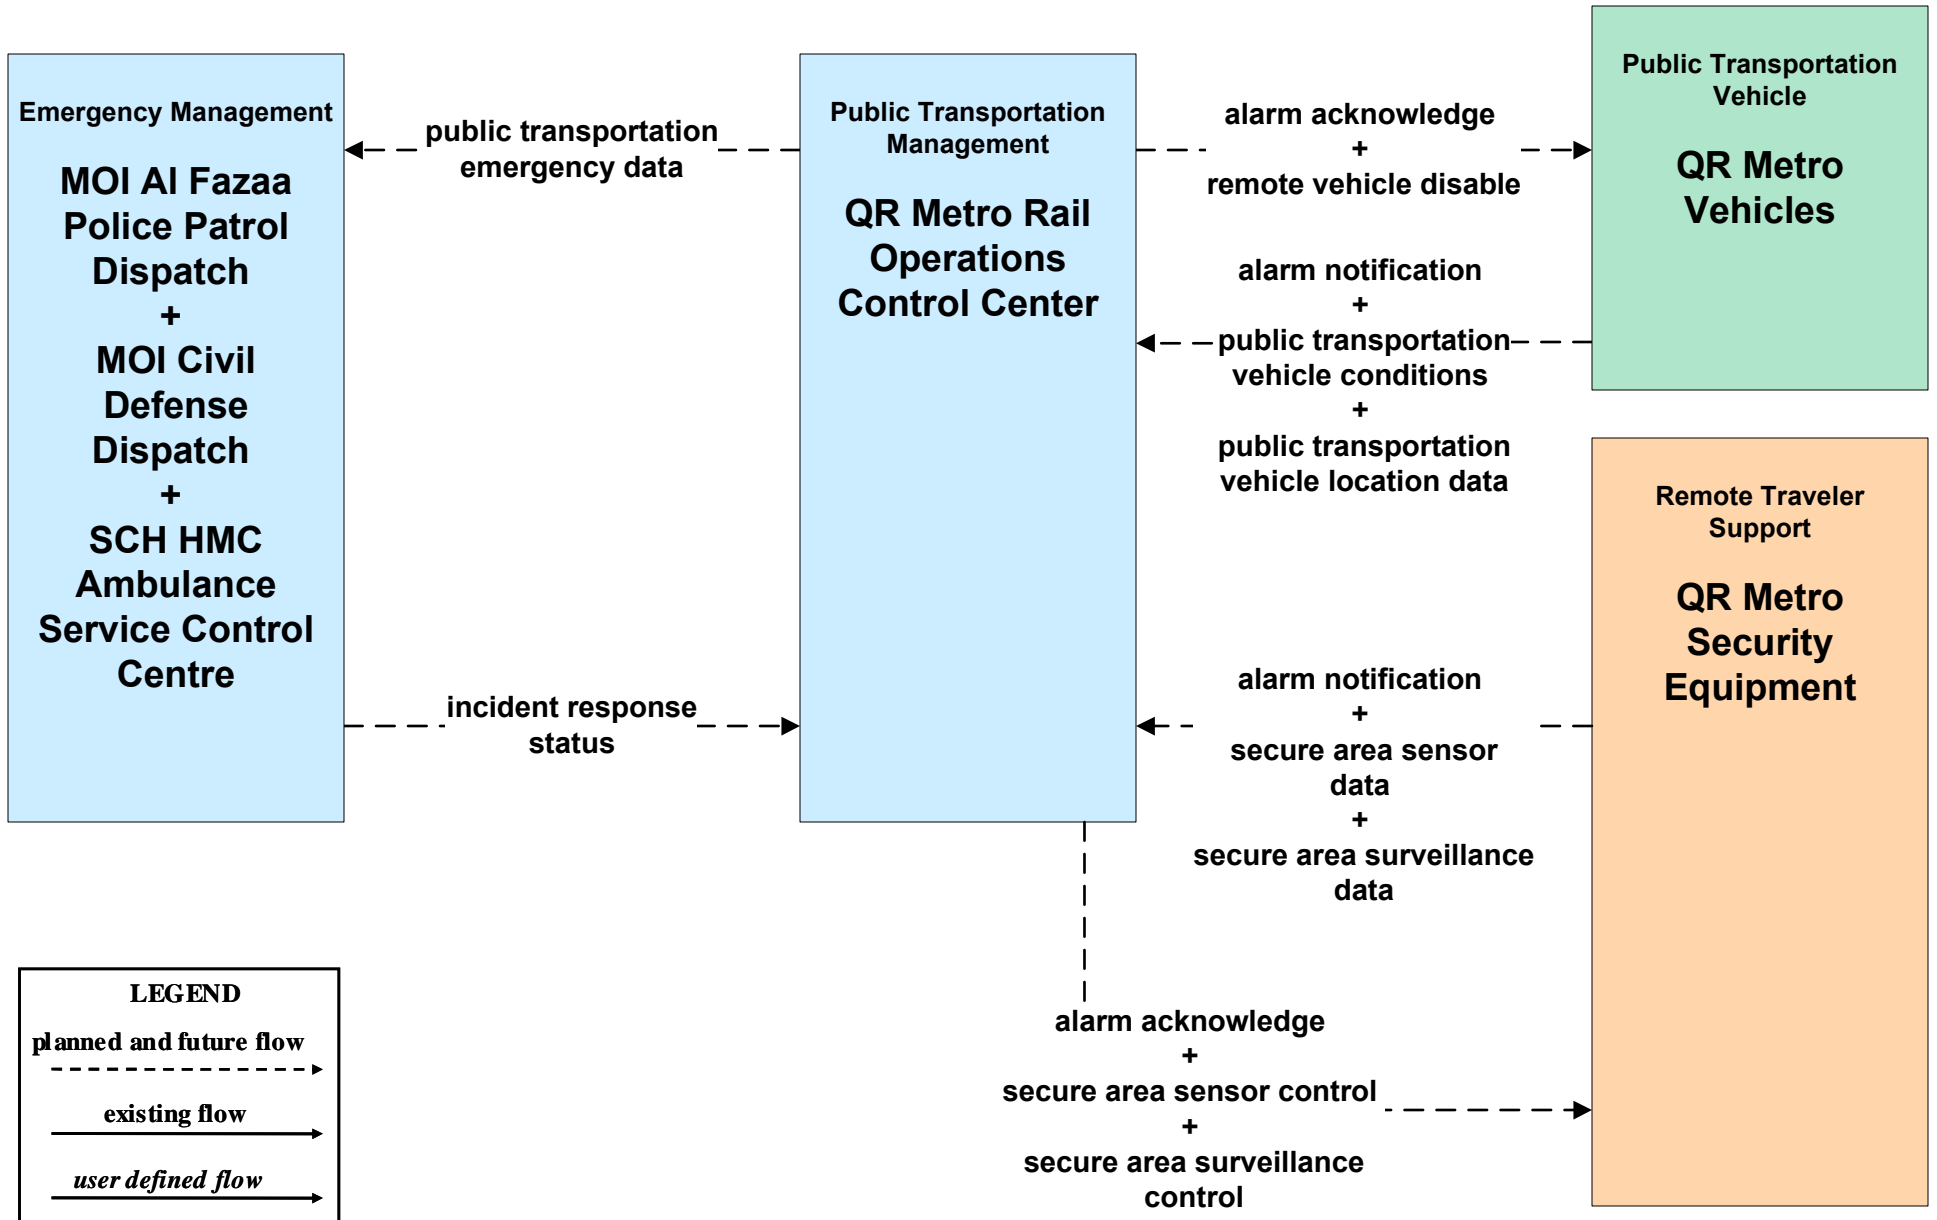 Emergency Management
MOI Al Fazaa
Police Patrol
Dispatch
+
MOI Civil
Defense
Dispatch
+
SCH HMC
Ambulance
Service Control
Centre
public transportation
emergency data
incident response
status
Public Transportation
Management
QR Metro Rail
Operations
Control Center
alarm acknowledge
+
remote vehicle disable
alarm notification
+
public transportation
vehicle conditions
+
public transportation
vehicle location data
Public Transportation
Vehicle
QR Metro
Vehicles
alarm notification
+
secure area sensor
data
+
secure area surveillance
data
Remote Traveler
Support
QR Metro
Security
Equipment
alarm acknowledge
+
secure area sensor control
+
secure area surveillance
control
LEGEND
planned and future flow
existing flow
user defined flow